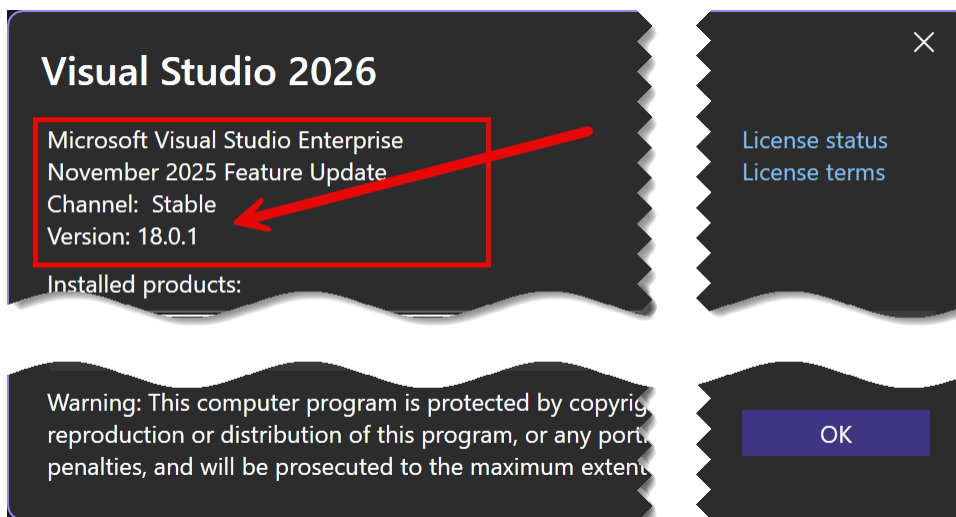 Visual Studio 2026
Microsoft Visual Studio Enterprise
November 2025 Feature Update
Channel:  Stable
Version: 18.0.1
License status
License terms
Installed products:
Warning: This computer program is protected by
reproduction or distribution of this program, or any
penalties, and will be prosecuted to the maximum extent
OK